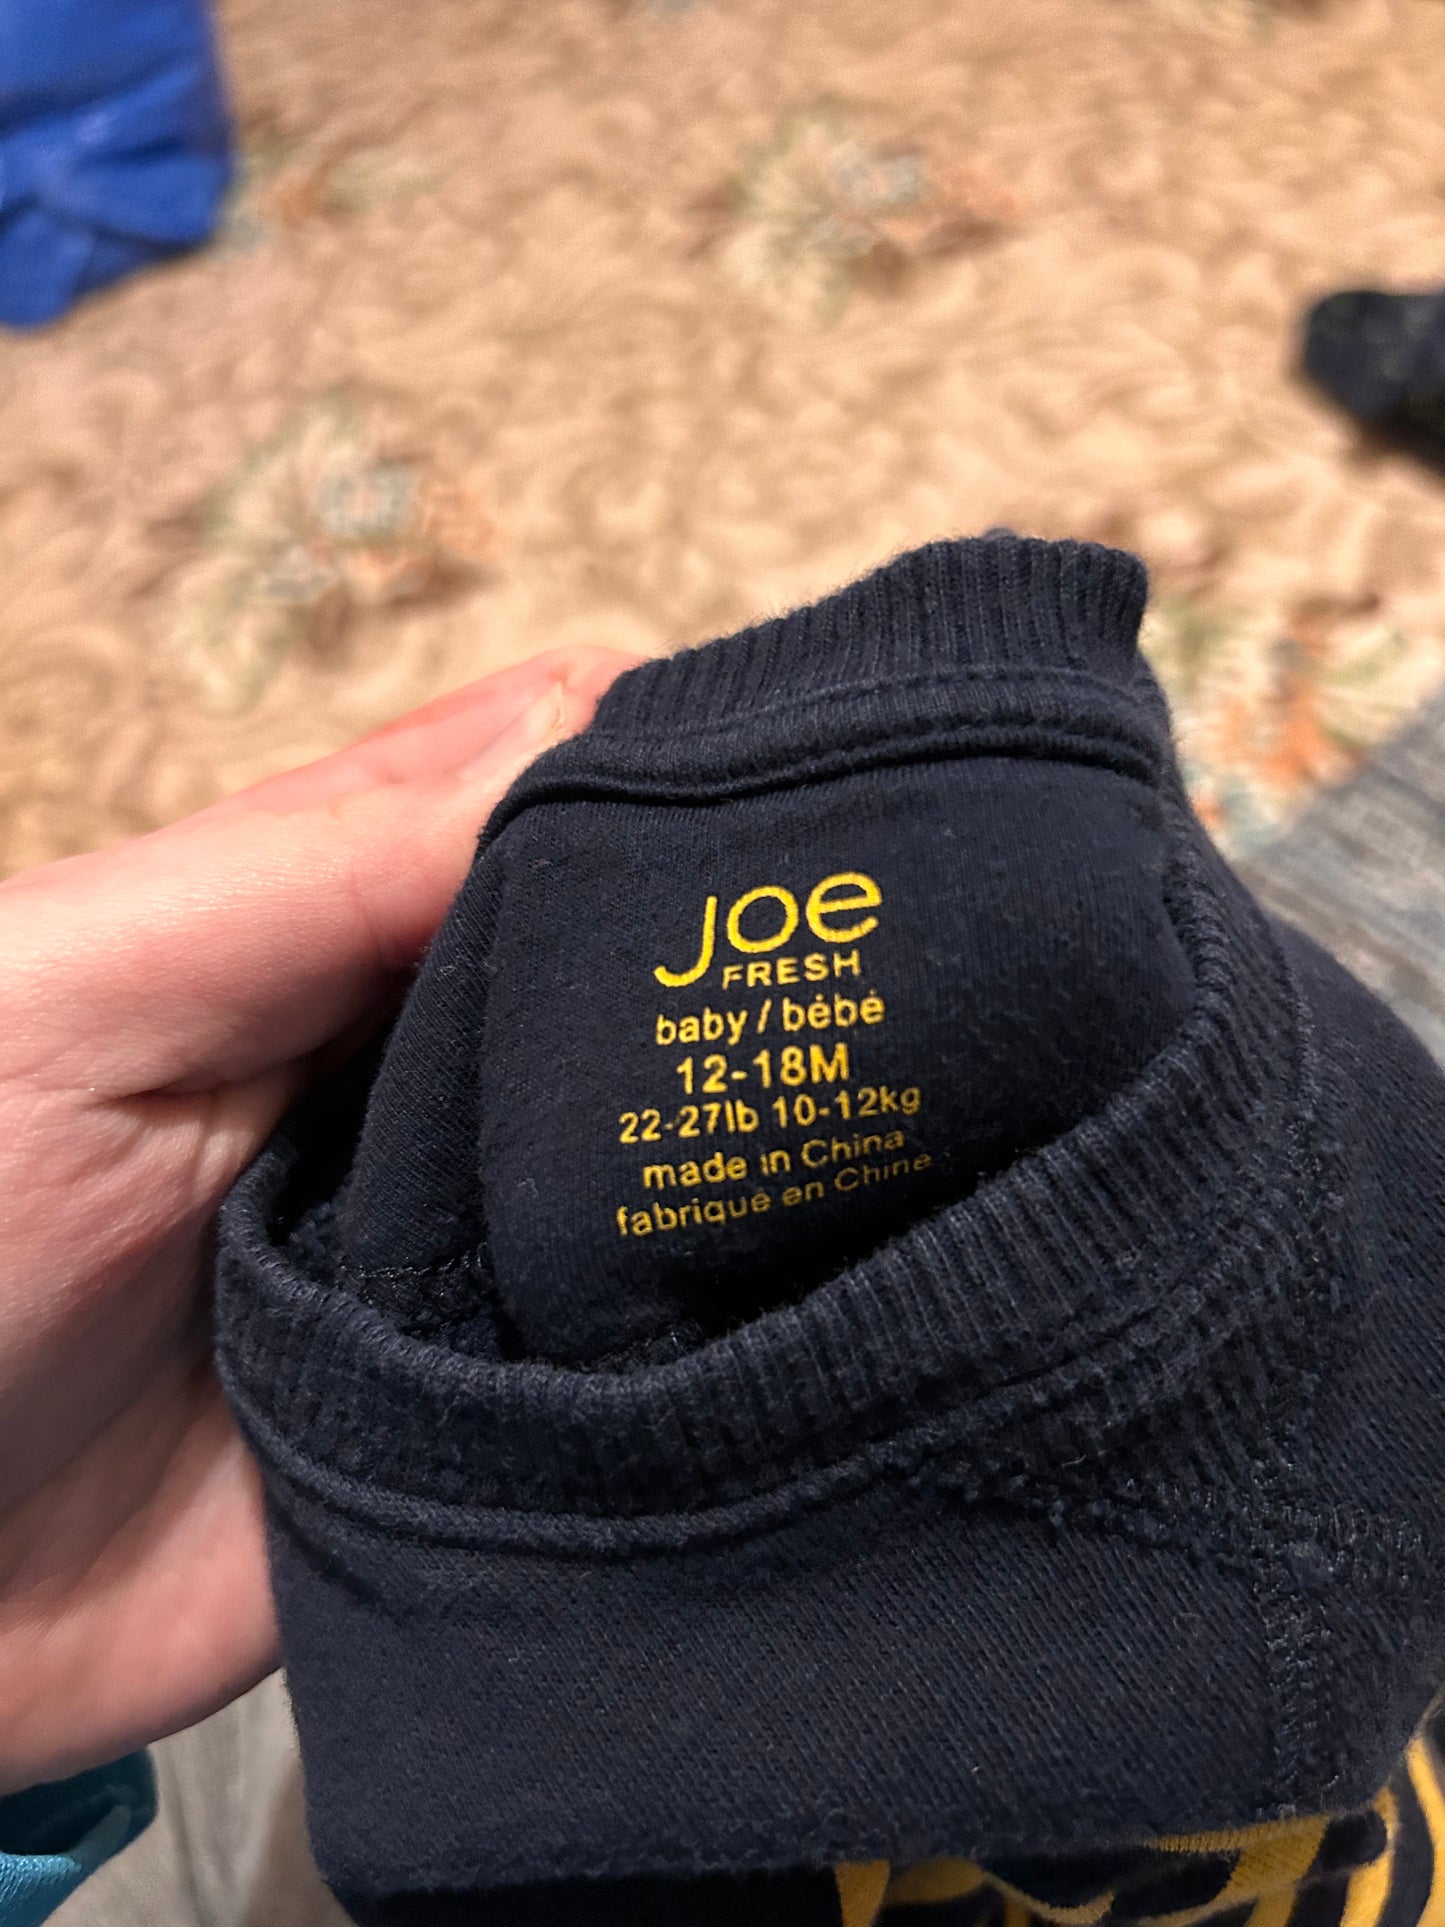 Joe
FRESH
baby / bébé
12-18M
22-27lb 10-12kg
made in China
fabriqué en Chine